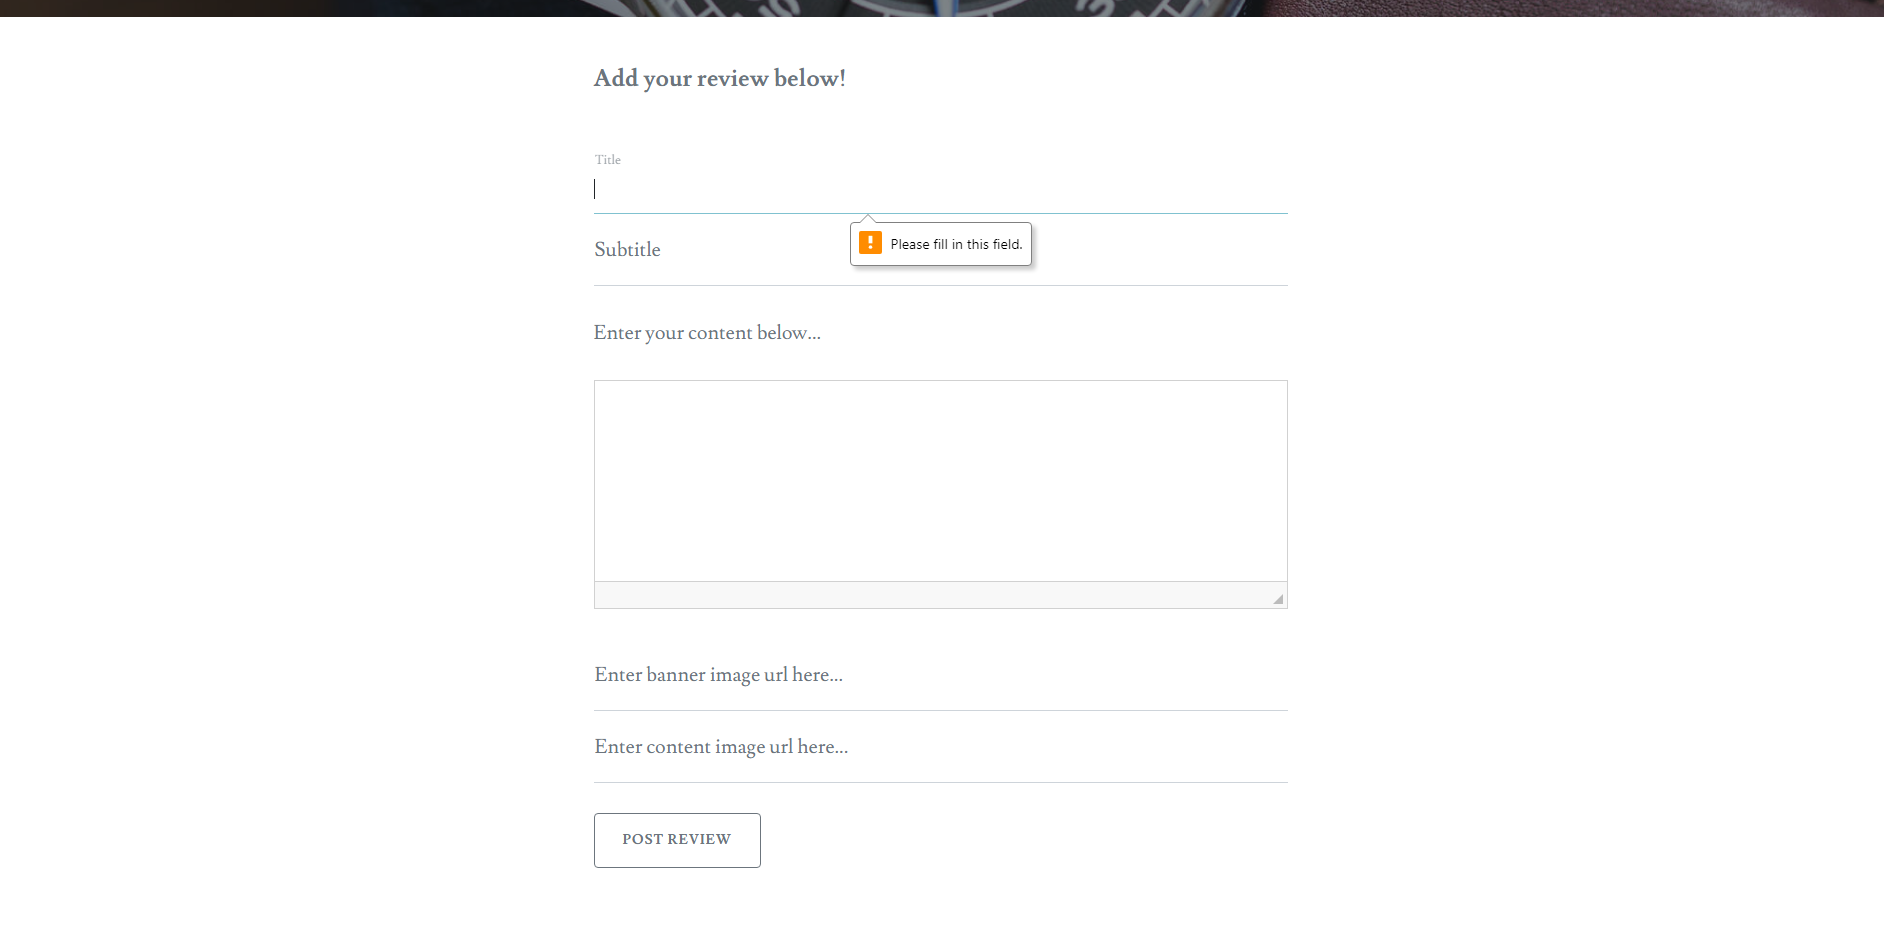 Add your review below!
Title
Please fill in this field.
Subtitle
Enter your content below...
Enter banner image url here...
Enter content image url here...
POST REVIEW